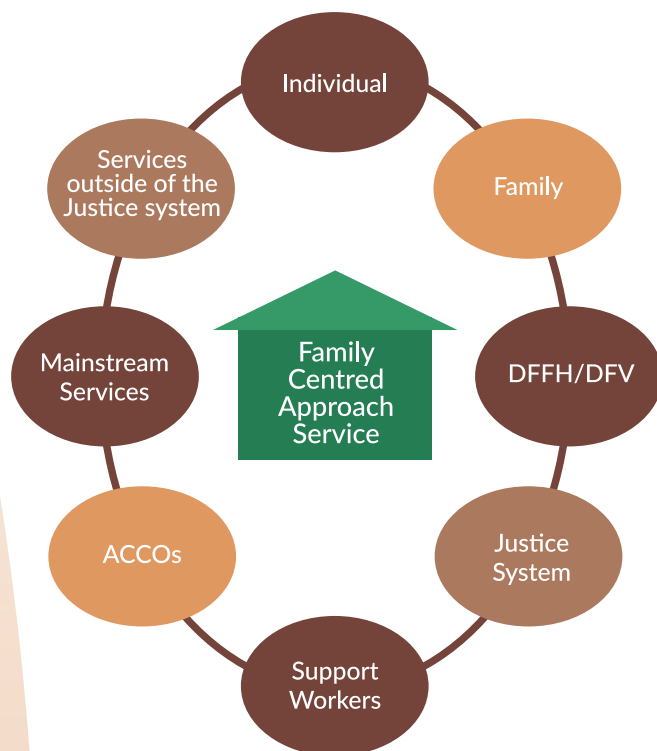 Individual
Family
DFFH/DFV
Justice
System
Support
Workers
ACCOs
Mainstream
Services
Services
outside of the
Justice system
Family
Centred
Approach
Service